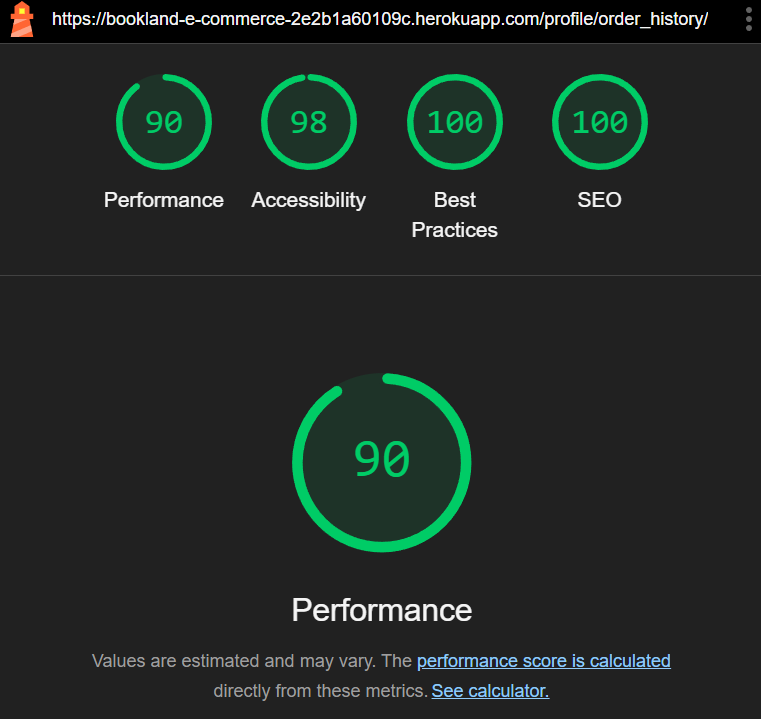 https://bookland-e-commerce-2e2b1a60109c.herokuapp.com/profile/order_history/
90 98 100 100
Performance Accessibility Best Practices SEO
90
Performance
Values are estimated and may vary. The performance score is calculated
directly from these metrics. See calculator.